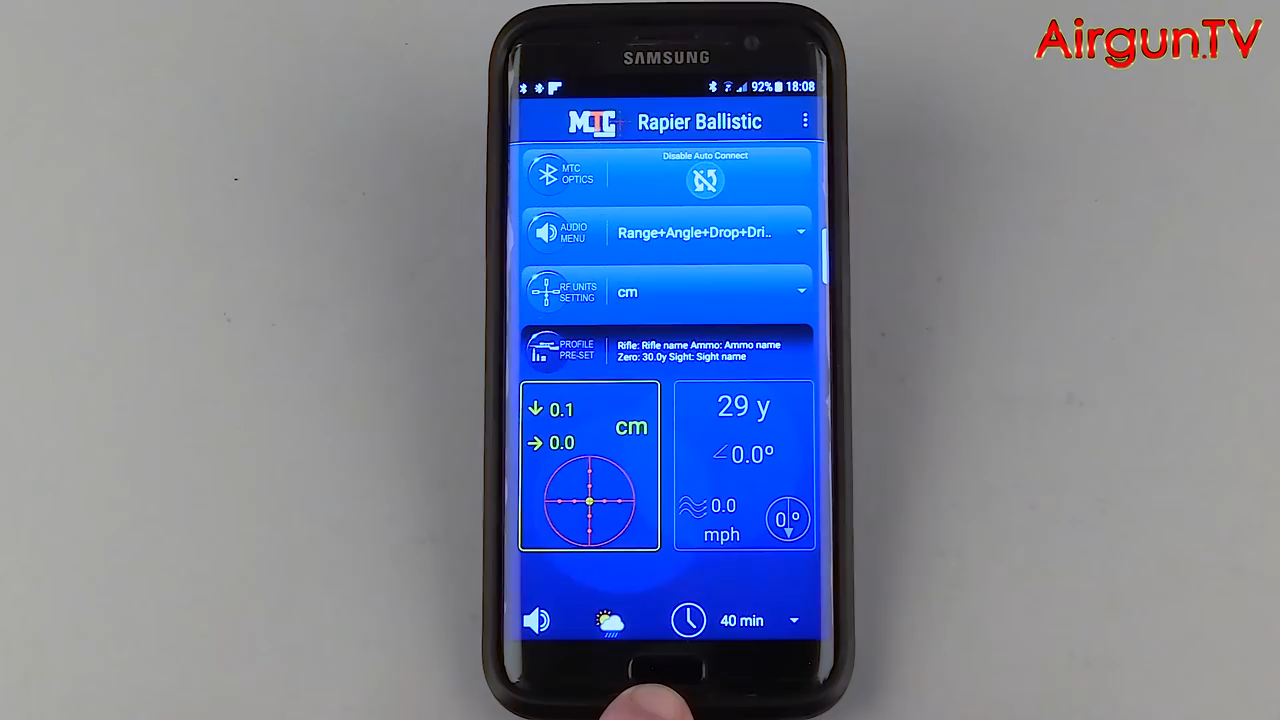 Airgun.TV
SAMSUNG
92% 18:08
MTC Rapier Ballistic
Disable Auto Connect
MTC
OPTICS
AUDIO
MENU
Range+Angle+Drop+Dri..
RF UNITS
SETTING
cm
PROFILE
PRE-SET
Rifle: Rifle name Ammo: Ammo name
Zero: 30.0y Sight: Sight name
↓ 0.1
→ 0.0
cm
29 y
∠0.0º
0.0
mph
0º
40 min